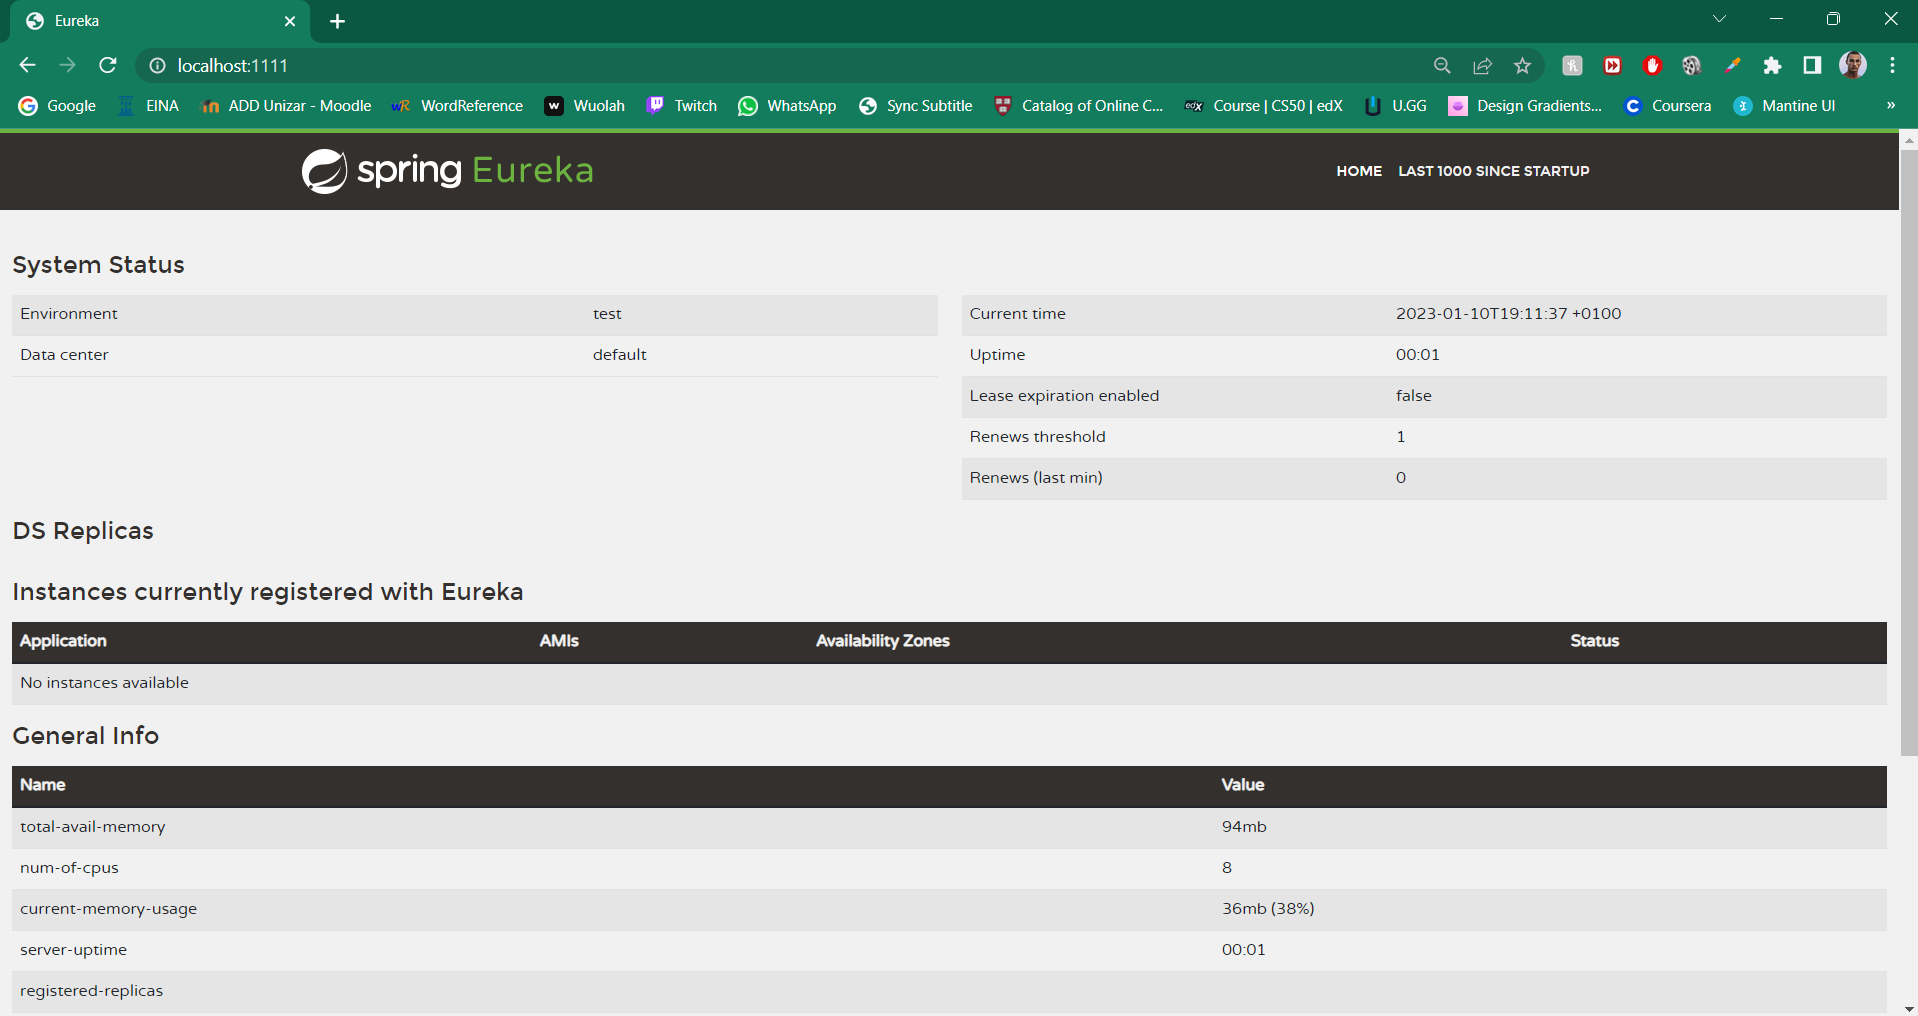 Eureka
localhost:1111
Google EINA ADD Unizar - Moodle WordReference Wuolah Twitch WhatsApp Sync Subtitle Catalog of Online C... Course | CS50 | edX U.GG Design Gradients... Coursera Mantine UI »
spring Eureka HOME LAST 1000 SINCE STARTUP
System Status
Environment test
Data center default
Current time 2023-01-10T19:11:37 +0100
Uptime 00:01
Lease expiration enabled false
Renews threshold 1
Renews (last min) 0
DS Replicas
Instances currently registered with Eureka
Application AMIs Availability Zones Status
No instances available
General Info
Name Value
total-avail-memory 94mb
num-of-cpus 8
current-memory-usage 36mb (38%)
server-uptime 00:01
registered-replicas